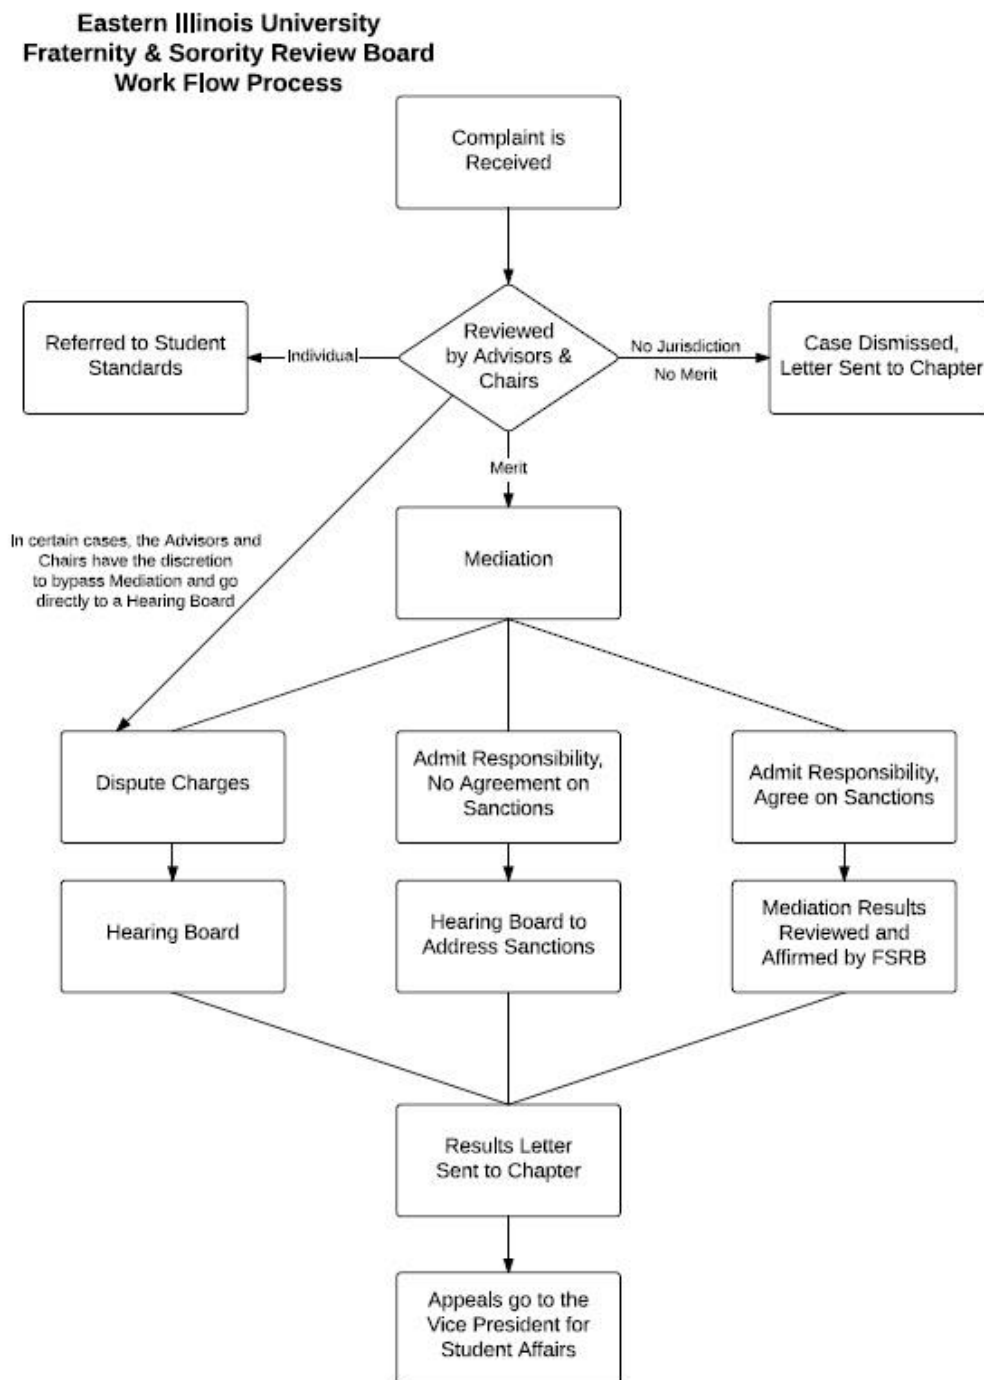 Eastern Illinois University
Fraternity & Sorority Review Board
Work Flow Process
Complaint is
Received
Reviewed
by Advisors &
Chairs
Individual
Referred to Student
Standards
No Jurisdiction
No Merit
Case Dismissed,
Letter Sent to Chapter
Merit
In certain cases, the Advisors and
Chairs have the discretion
to bypass Mediation and go
directly to a Hearing Board
Mediation
Dispute Charges
Admit Responsibility,
No Agreement on
Sanctions
Admit Responsibility,
Agree on Sanctions
Hearing Board
Hearing Board to
Address Sanctions
Mediation Results
Reviewed and
Affirmed by FSRB
Results Letter
Sent to Chapter
Appeals go to the
Vice President for
Student Affairs